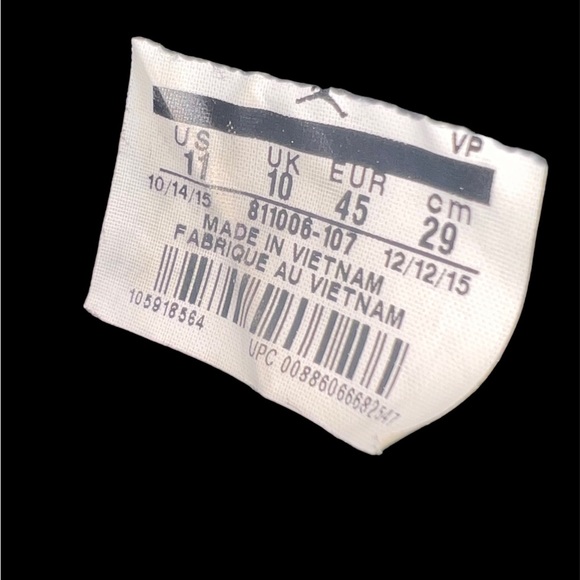 VP
US UK EUR cm
11 10 45 29
10/14/15 811006-107 12/12/15
MADE IN VIETNAM
FABRIQUE AU VIETNAM
105918564
UPC 00886066682547